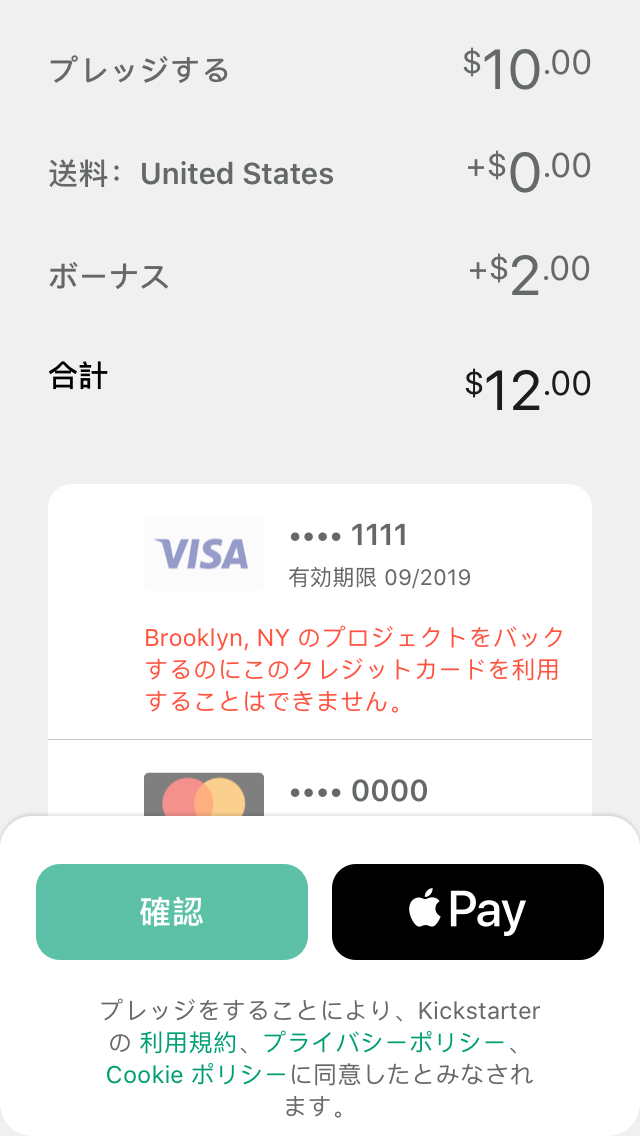 プレッジする $10.00
送料： United States +$0.00
ボーナス +$2.00
合計 $12.00
VISA •••• 1111
有効期限 09/2019
Brooklyn, NY のプロジェクトをバック
するのにこのクレジットカードを利用
することはできません。
•••• 0000
確認 Pay
プレッジをすることにより、Kickstarter
の 利用規約、プライバシーポリシー、
Cookie ポリシーに同意したとみなされ
ます。